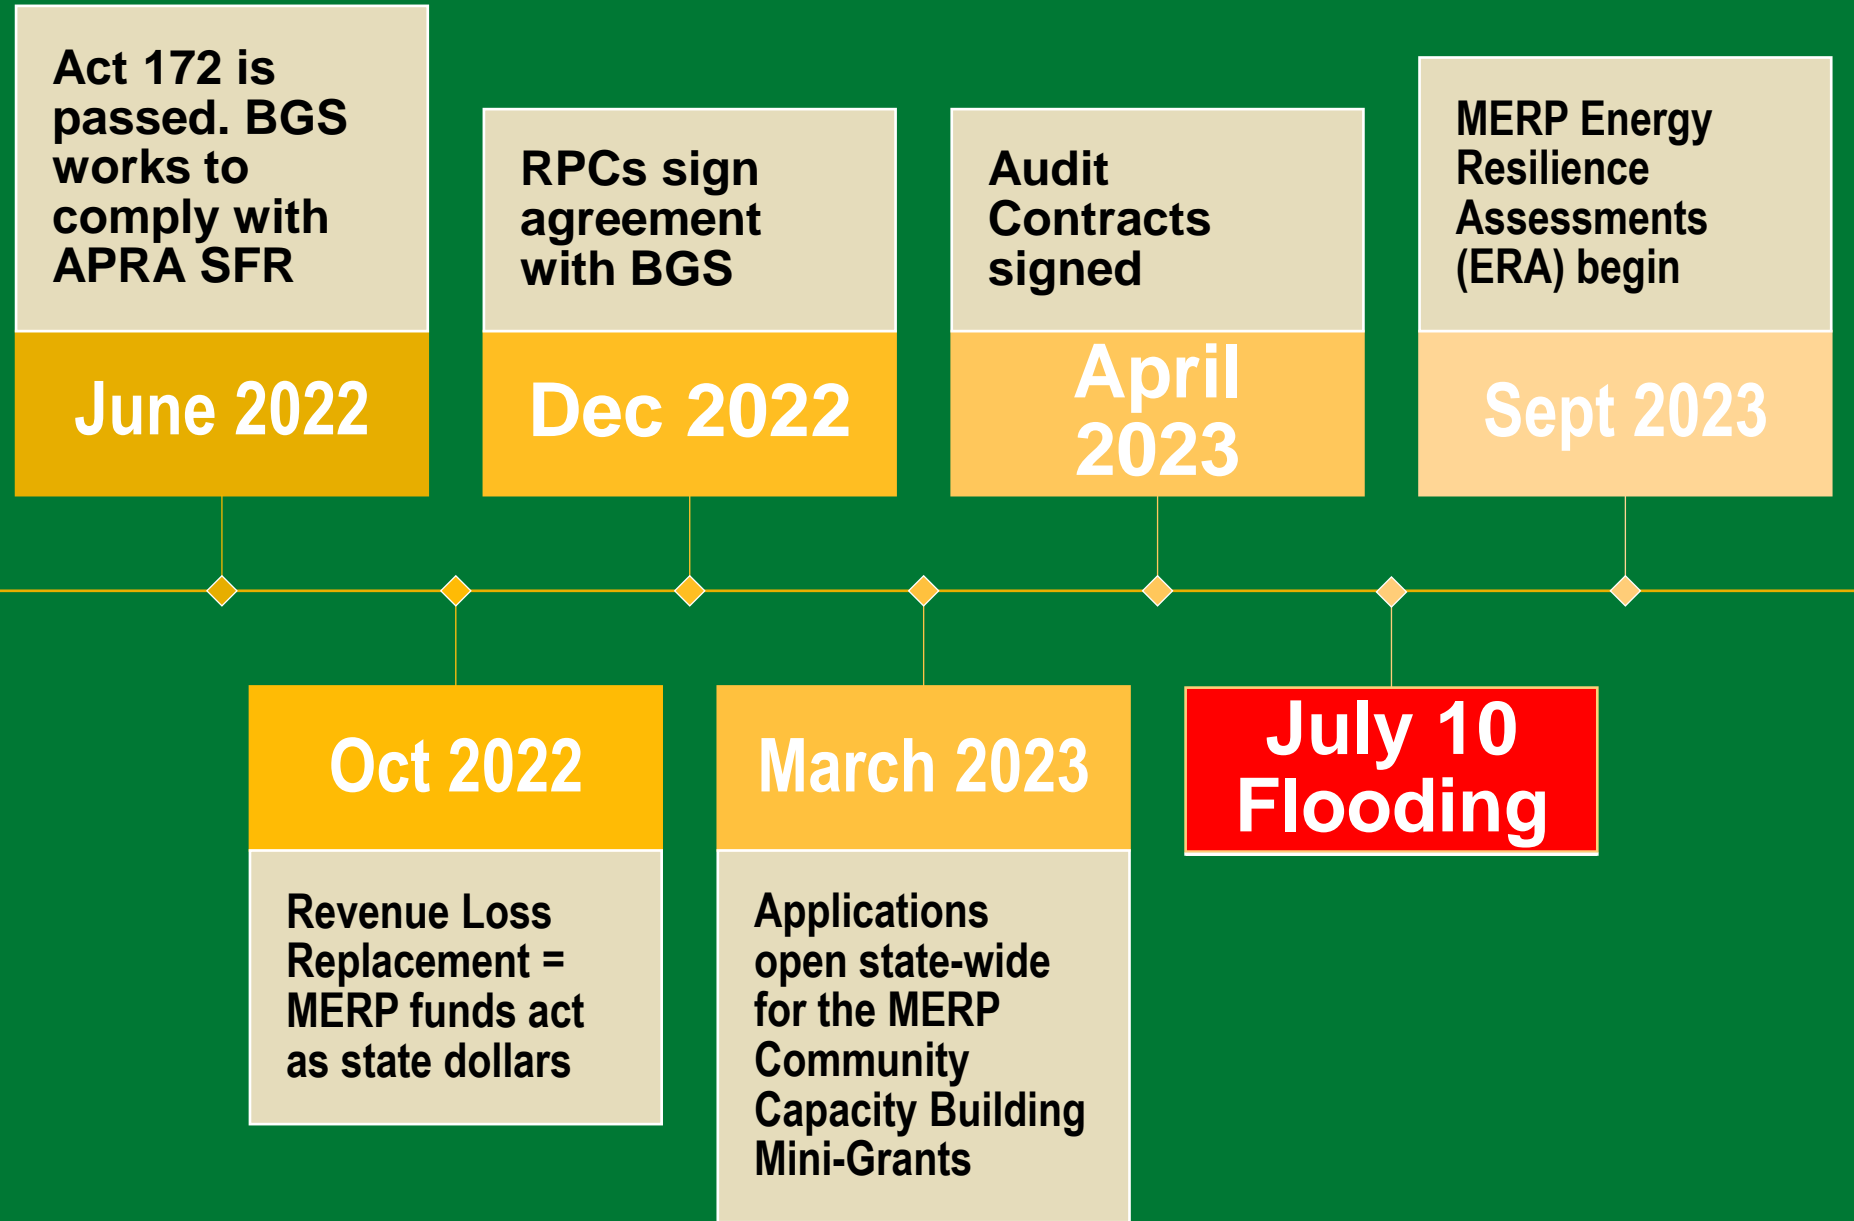 Act 172 is
passed. BGS
works to
comply with
APRA SFR
June 2022
Oct 2022
Revenue Loss
Replacement =
MERP funds act
as state dollars
RPCs sign
agreement
with BGS
Dec 2022
March 2023
Applications
open state-wide
for the MERP
Community
Capacity Building
Mini-Grants
Audit
Contracts
signed
April
2023
July 10
Flooding
MERP Energy
Resilience
Assessments
(ERA) begin
Sept 2023